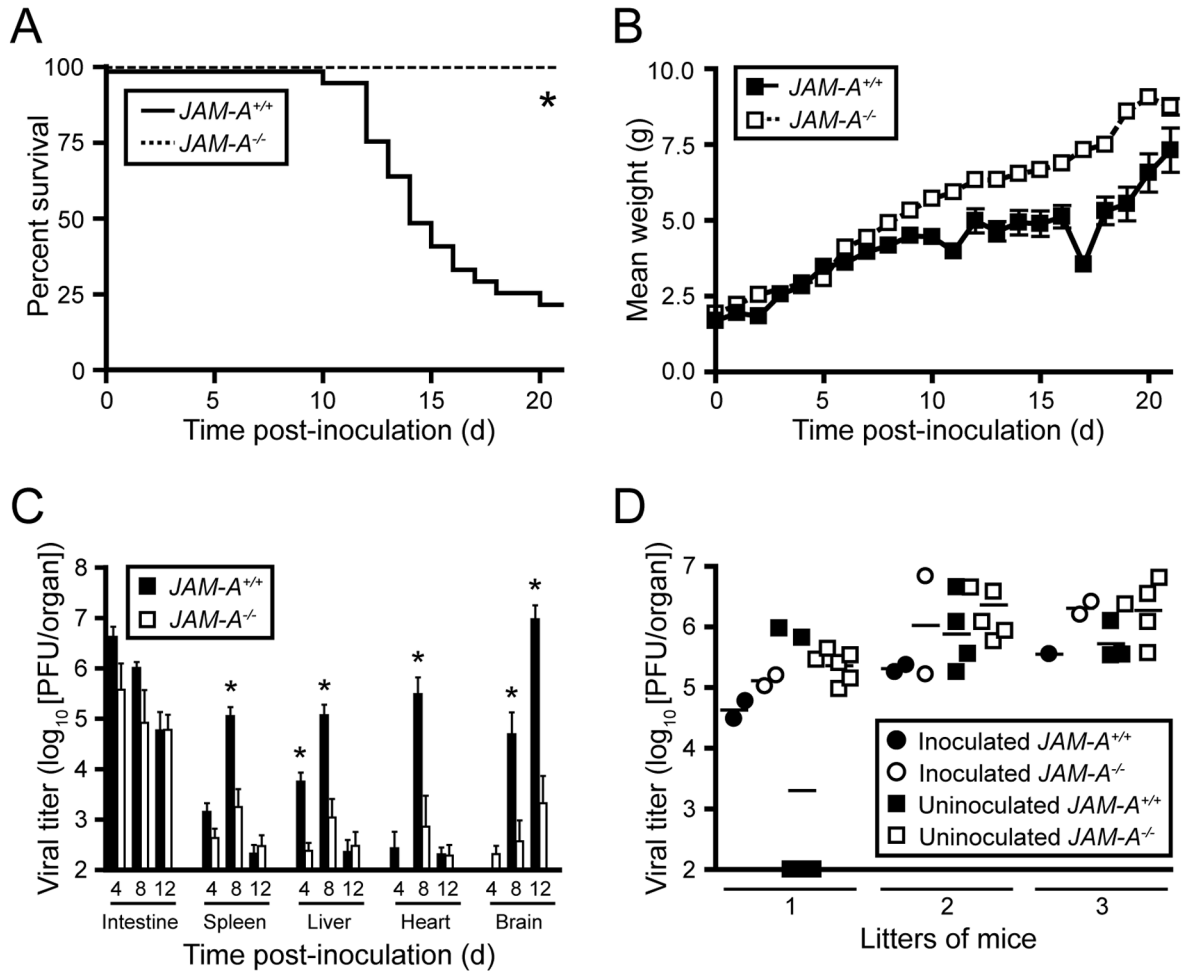 A
100
75
50
25
0
Percent survival
JAM-A+/+
JAM-A-/-
*
0 5 10 15 20
Time post-inoculation (d)
B
10.0
7.5
5.0
2.5
0.0
Mean weight (g)
JAM-A+/+
JAM-A-/-
0 5 10 15 20
Time post-inoculation (d)
C
8
7
6
5
4
3
2
Viral titer (log10 [PFU/organ])
JAM-A+/+
JAM-A-/-
* * * * * *
4 8 12 4 8 12 4 8 12 4 8 12 4 8 12
Intestine Spleen Liver Heart Brain
Time post-inoculation (d)
D
7
6
5
4
3
2
Viral titer (log10 [PFU/organ])
Inoculated JAM-A+/+
Inoculated JAM-A-/-
Uninoculated JAM-A+/+
Uninoculated JAM-A-/-
1 2 3
Litters of mice